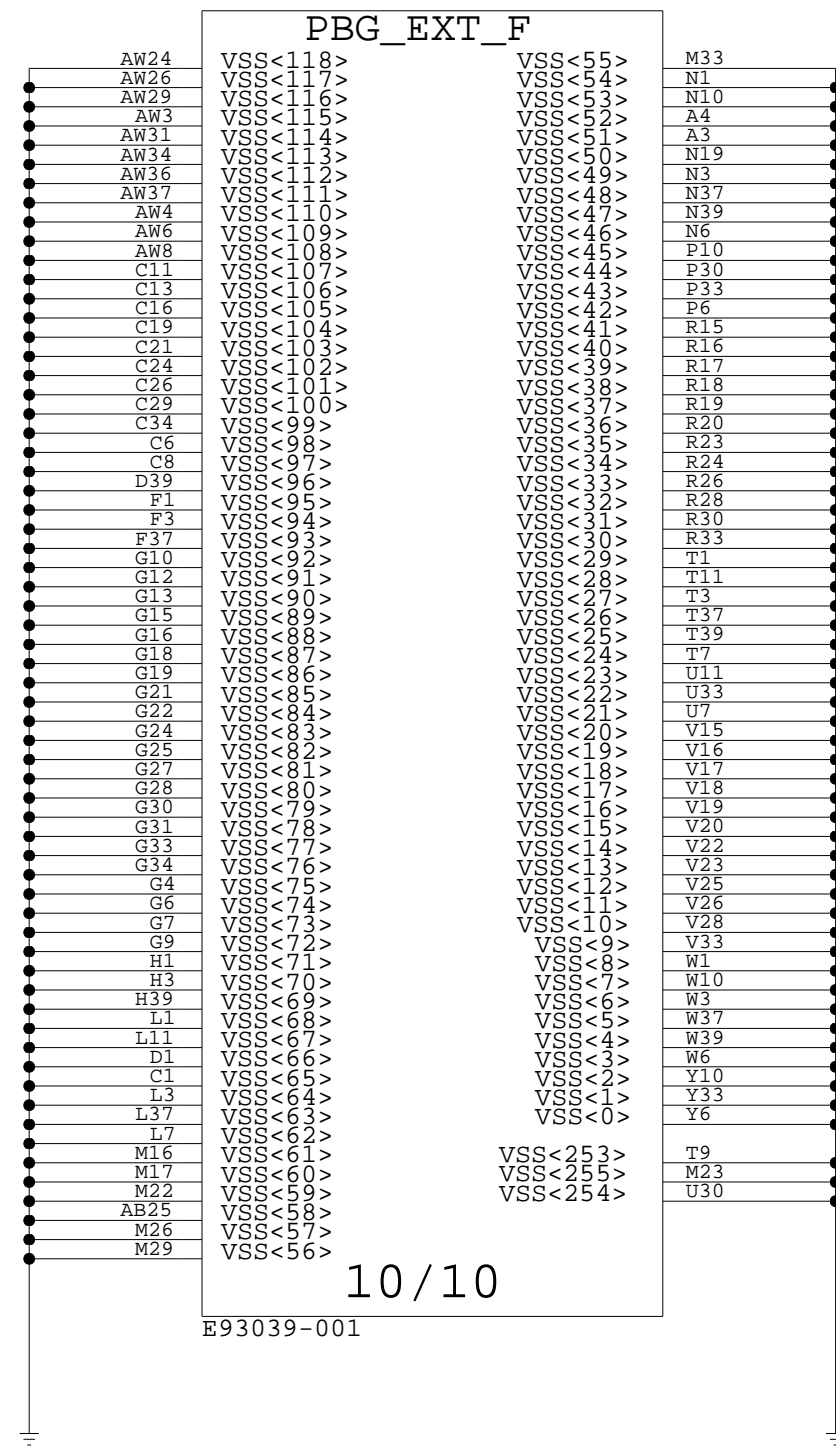 PBG_EXT_F
AW24 VSS<118> VSS<55> M33
AW26 VSS<117> VSS<54> N1
AW29 VSS<116> VSS<53> N10
AW3 VSS<115> VSS<52> A4
AW31 VSS<114> VSS<51> A3
AW34 VSS<113> VSS<50> N19
AW36 VSS<112> VSS<49> N3
AW37 VSS<111> VSS<48> N37
AW4 VSS<110> VSS<47> N39
AW6 VSS<109> VSS<46> N6
AW8 VSS<108> VSS<45> P10
C11 VSS<107> VSS<44> P30
C13 VSS<106> VSS<43> P33
C16 VSS<105> VSS<42> P6
C19 VSS<104> VSS<41> R15
C21 VSS<103> VSS<40> R16
C24 VSS<102> VSS<39> R17
C26 VSS<101> VSS<38> R18
C29 VSS<100> VSS<37> R19
C34 VSS<99> VSS<36> R20
C6 VSS<98> VSS<35> R23
C8 VSS<97> VSS<34> R24
D39 VSS<96> VSS<33> R26
F1 VSS<95> VSS<32> R28
F3 VSS<94> VSS<31> R30
F37 VSS<93> VSS<30> R33
G10 VSS<92> VSS<29> T1
G12 VSS<91> VSS<28> T11
G13 VSS<90> VSS<27> T3
G15 VSS<89> VSS<26> T37
G16 VSS<88> VSS<25> T39
G18 VSS<87> VSS<24> T7
G19 VSS<86> VSS<23> U11
G21 VSS<85> VSS<22> U33
G22 VSS<84> VSS<21> U7
G24 VSS<83> VSS<20> V15
G25 VSS<82> VSS<19> V16
G27 VSS<81> VSS<18> V17
G28 VSS<80> VSS<17> V18
G30 VSS<79> VSS<16> V19
G31 VSS<78> VSS<15> V20
G33 VSS<77> VSS<14> V22
G34 VSS<76> VSS<13> V23
G4 VSS<75> VSS<12> V25
G6 VSS<74> VSS<11> V26
G7 VSS<73> VSS<10> V28
G9 VSS<72> VSS<9> V33
H1 VSS<71> VSS<8> W1
H3 VSS<70> VSS<7> W10
H39 VSS<69> VSS<6> W3
L1 VSS<68> VSS<5> W37
L11 VSS<67> VSS<4> W39
D1 VSS<66> VSS<3> W6
C1 VSS<65> VSS<2> Y10
L3 VSS<64> VSS<1> Y33
L37 VSS<63> VSS<0> Y6
L7 VSS<62>
M16 VSS<61> VSS<253> T9
M17 VSS<60> VSS<255> M23
M22 VSS<59> VSS<254> U30
AB25 VSS<58>
M26 VSS<57>
M29 VSS<56>
10/10
E93039-001